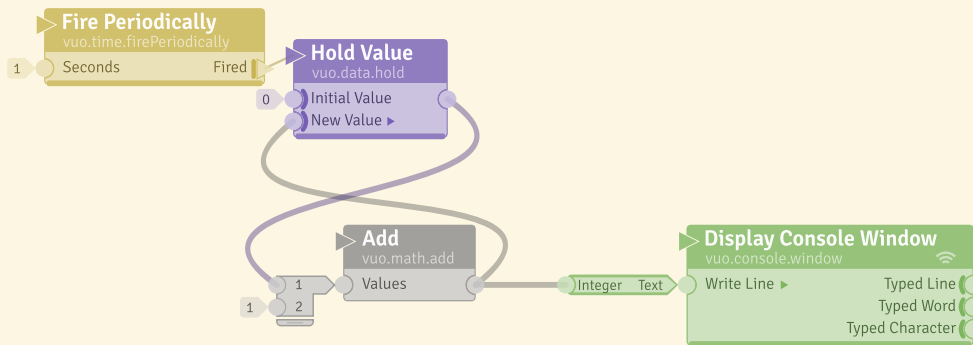 Fire Periodically
vuo.time.firePeriodically
1 Seconds Fired
Hold Value
vuo.data.hold
0 Initial Value
New Value ▸
Add
vuo.math.add
1 Values
1 2
Integer Text
Display Console Window
vuo.console.window
Write Line ▸ Typed Line
Typed Word
Typed Character